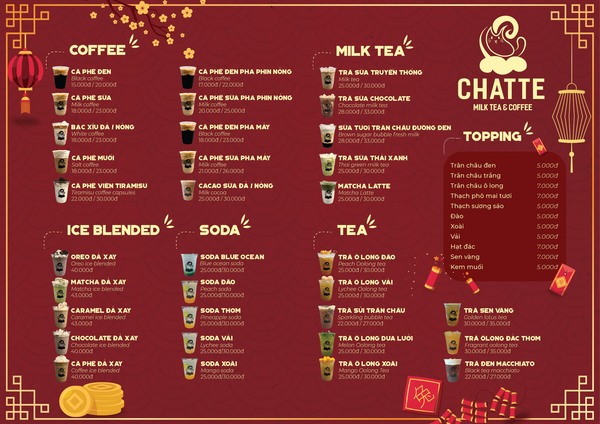 COFFEE
CÀ PHÊ ĐEN
Black coffee
15.000đ / 20.000đ
CÀ PHÊ SỮA
Milk coffee
18.000đ / 23.000đ
BẠC XỈU ĐÁ / NÓNG
White coffee
18.000đ / 23.000đ
CÀ PHÊ MUỐI
Salt coffee
18.000đ / 23.000đ
CÀ PHÊ VIÊN TIRAMISU
Tiramisu coffee capsules
22.000đ / 30.000đ
CÀ PHÊ ĐEN PHA PHIN NÓNG
Black coffee
17.000đ / 22.000đ
CÀ PHÊ SỮA PHA PHIN NÓNG
Milk coffee
20.000đ / 25.000đ
CÀ PHÊ ĐEN PHA MÁY
Black coffee
18.000đ / 23.000đ
CÀ PHÊ SỮA PHA MÁY
Milk coffee
21.000đ / 26.000đ
CACAO SỮA ĐÁ / NÓNG
Milk cocoa
25.000đ / 30.000đ
MILK TEA
TRÀ SỮA TRUYỀN THỐNG
Milk tea
25.000đ / 30.000đ
TRÀ SỮA CHOCOLATE
Chocolate milk tea
28.000đ / 33.000đ
SỮA TƯƠI TRÂN CHÂU ĐƯỜNG ĐEN
Brown sugar bubble fresh milk
28.000đ / 33.000đ
TRÀ SỮA THÁI XANH
Thai green milk tea
25.000đ / 30.000đ
MATCHA LATTE
Matcha Latte
25.000đ / 30.000đ
CHATTE
MILK TEA & COFFEE
TOPPING
Trân châu đen 5.000đ
Trân châu trắng 5.000đ
Trân châu ô long 7.000đ
Thạch phô mai tươi 7.000đ
Thạch sương sáo 5.000đ
Đào 5.000đ
Xoài 5.000đ
Vải 5.000đ
Hạt đác 7.000đ
Sen vàng 7.000đ
Kem muối 5.000đ
ICE BLENDED
OREO ĐÁ XAY
Oreo ice blended
40.000đ
MATCHA ĐÁ XAY
Matcha ice blended
43.000đ
CARAMEL ĐÁ XAY
Caramel ice blended
43.000đ
CHOCOLATE ĐÁ XAY
Chocolate ice blended
40.000đ
CÀ PHÊ ĐÁ XAY
Coffee ice blended
40.000đ
SODA
SODA BLUE OCEAN
Blue ocean soda
25.000đ/30.000đ
SODA ĐÀO
Peach soda
25.000đ/30.000đ
SODA THƠM
Pineapple soda
25.000đ/30.000đ
SODA VẢI
Lychee soda
25.000đ/30.000đ
SODA XOÀI
Mango soda
25.000đ/30.000đ
TEA
TRÀ Ô LONG ĐÀO
Peach Oolong tea
25.000đ / 30.000đ
TRÀ Ô LONG VẢI
Lychee Oolong tea
25.000đ / 30.000đ
TRÀ SỦI TRÂN CHÂU
Sparkling bubble tea
22.000đ / 27.000đ
TRÀ Ô LONG DƯA LƯỚI
Melon Oolong tea
25.000đ / 30.000đ
TRÀ Ô LONG XOÀI
Mango Oolong Tea
25.000đ / 30.000đ
TRÀ SEN VÀNG
Golden lotus tea
30.000đ / 35.000đ
TRÀ ÔLONG ĐÁC THƠM
Fragrant oolong tea
30.000đ / 35.000đ
TRÀ ĐEN MACCHIATO
Black tea macchiato
22.000đ / 27.000đ